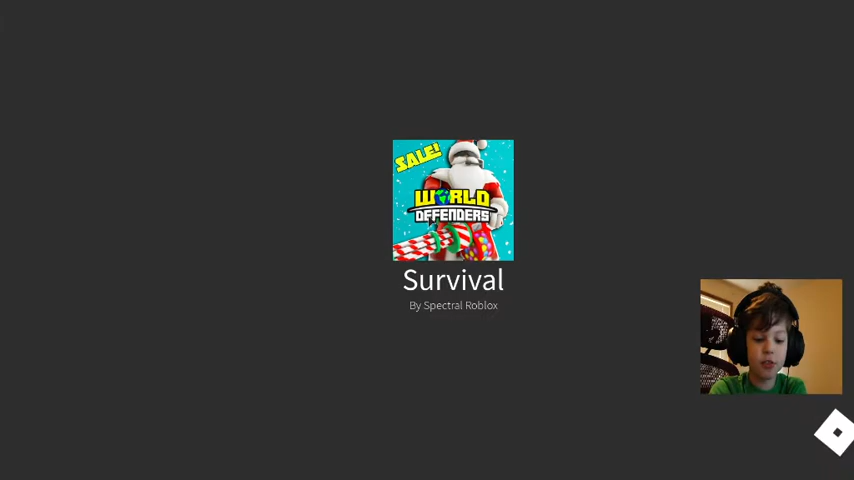 SALE!
WORLD
DEFENDERS
Survival
By Spectral Roblox